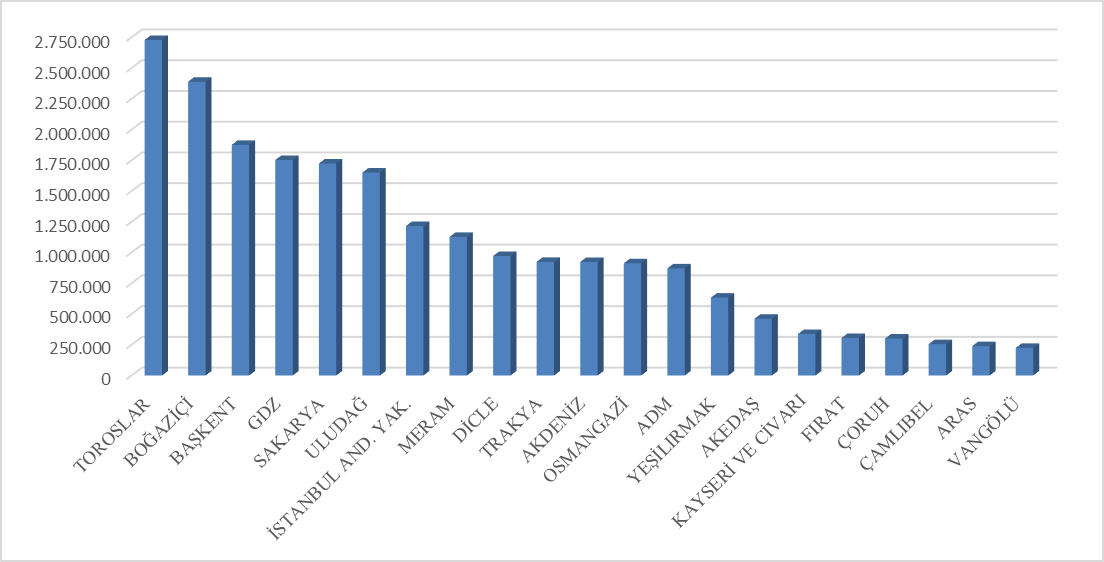 2.750.000
2.500.000
2.250.000
2.000.000
1.750.000
1.500.000
1.250.000
1.000.000
750.000
500.000
250.000
0
TOROSLAR
BOĞAZİÇİ
BAŞKENT
GDZ
SAKARYA
ULUDAĞ
İSTANBUL AND. YAK.
MERAM
DİCLE
TRAKYA
AKDENİZ
OSMANGAZİ
ADM
YEŞİLIRMAK
AKEDAŞ
KAYSERİ VE CİVARI
FIRAT
ÇORUH
ÇAMLIBEL
ARAS
VANGÖLÜ